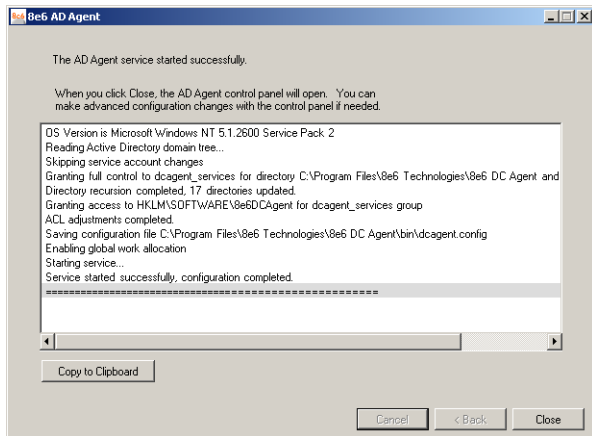 8e6 8e6 AD Agent
The AD Agent service started successfully.
When you click Close, the AD Agent control panel will open. You can
make advanced configuration changes with the control panel if needed.
OS Version is Microsoft Windows NT 5.1.2600 Service Pack 2
Reading Active Directory domain tree...
Skipping service account changes
Granting full control to dcagent_services for directory C:\Program Files\8e6 Technologies\8e6 DC Agent and
Directory recursion completed, 17 directories updated.
Granting access to HKLM\SOFTWARE\8e6DCAgent for dcagent_services group
ACL adjustments completed.
Saving configuration file C:\Program Files\8e6 Technologies\8e6 DC Agent\bin\dcagent.config
Enabling global work allocation
Starting service...
Service started successfully, configuration completed.
=====================================================
Copy to Clipboard
Cancel < Back Close